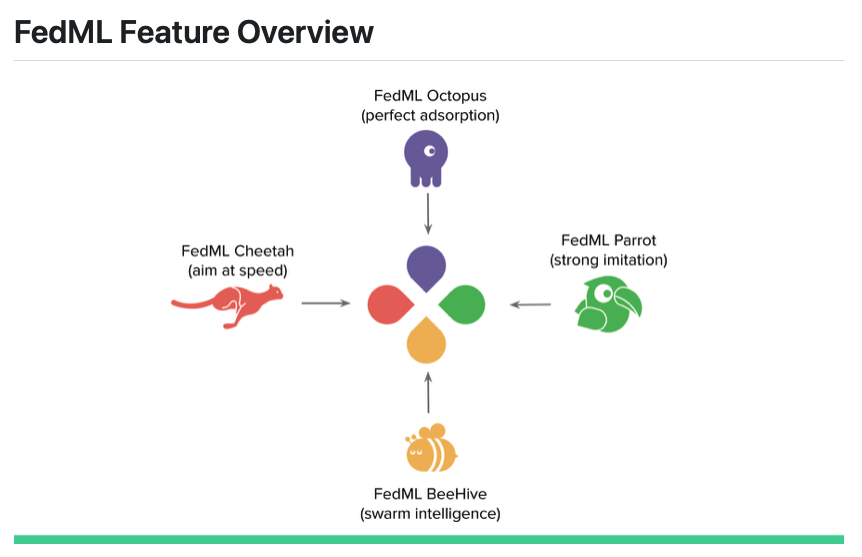 FedML Feature Overview
FedML Octopus
(perfect adsorption)
FedML Cheetah
(aim at speed)
FedML Parrot
(strong imitation)
FedML BeeHive
(swarm intelligence)